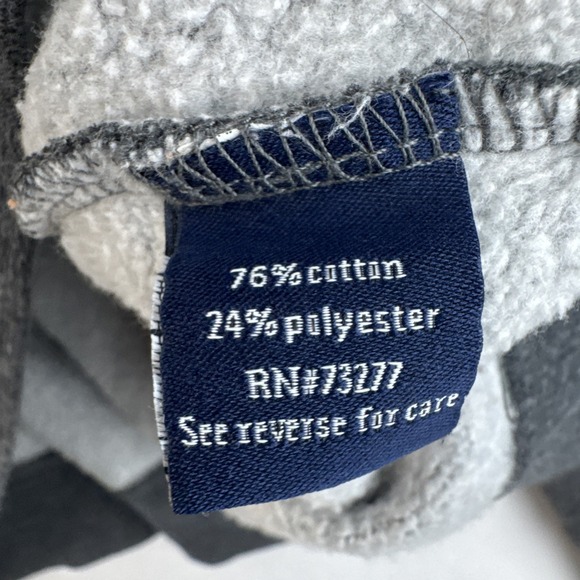 76% cotton
24% polyester
RN#73277
See reverse for care